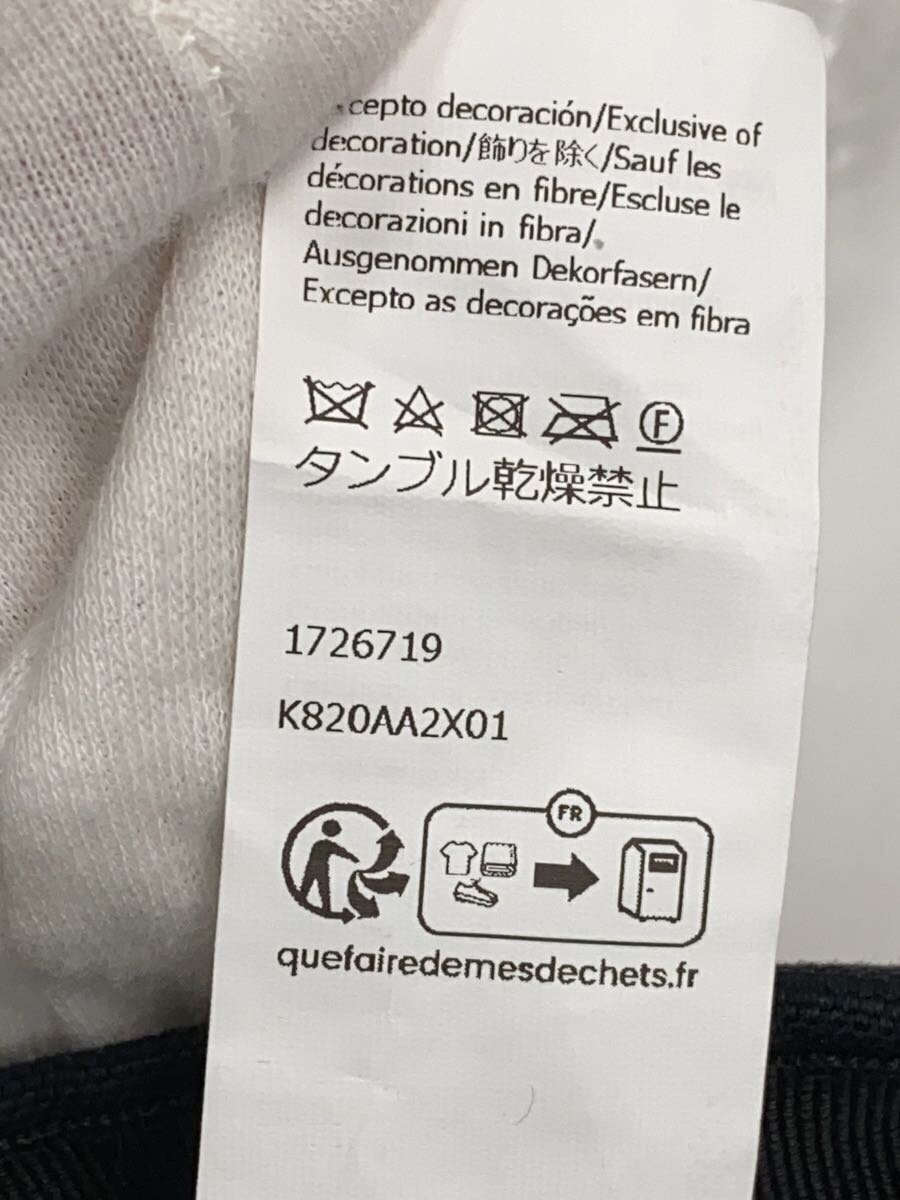 xcepto decoración/Exclusive of
decoration/飾りを除く/Sauf les
décorations en fibre/Escluse le
decorazioni in fibra/
Ausgenommen Dekorfasern/
Excepto as decorações em fibra
F
タンブル乾燥禁止
1726719
K820AA2X01
FR
quefairedemesdechets.fr